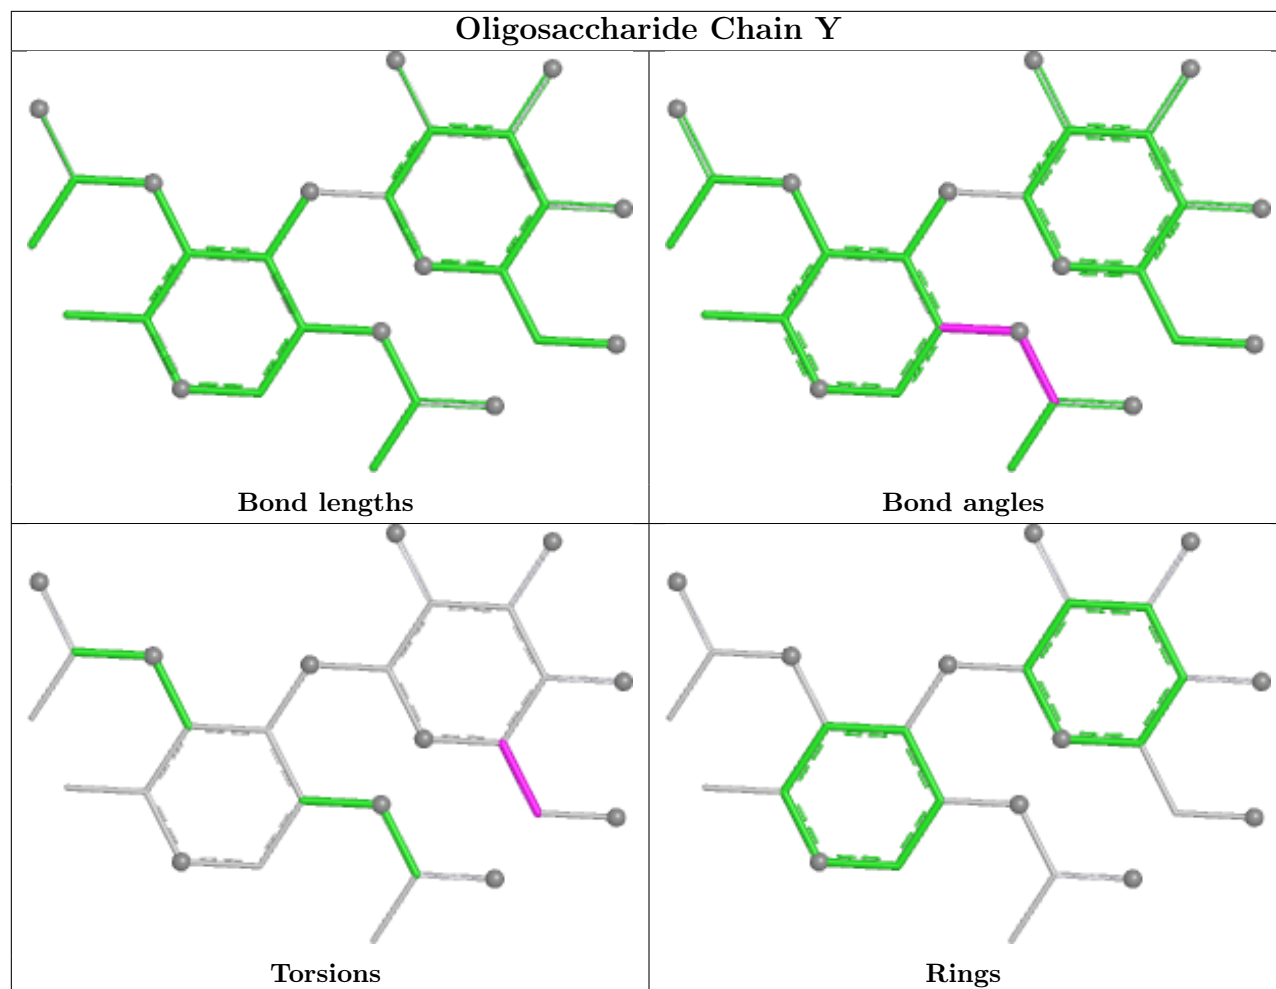 Oligosaccharide Chain Y
Bond lengths
Bond angles
Torsions
Rings